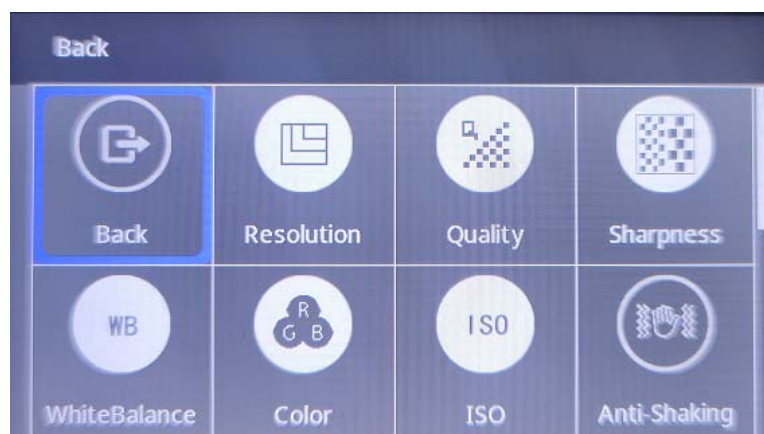 Back
Back Resolution Quality Sharpness
WB R G B ISO
WhiteBalance Color ISO Anti-Shaking